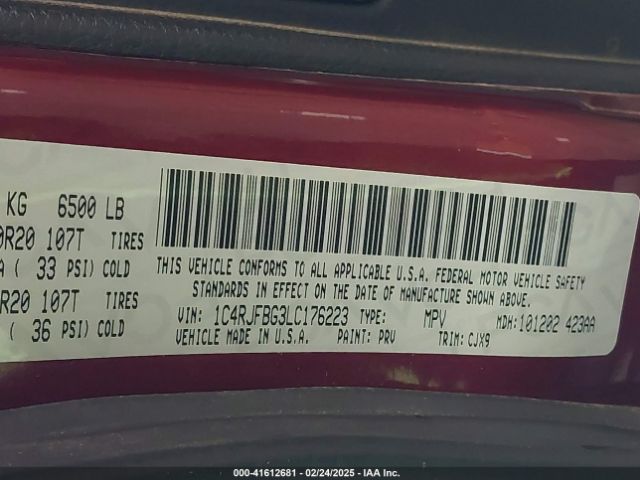 KG 6500 LB
0R20 107T TIRES
A ( 33 PSI) COLD
R20 107T TIRES
( 36 PSI) COLD
THIS VEHICLE CONFORMS TO ALL APPLICABLE U.S.A. FEDERAL MOTOR VEHICLE SAFETY
STANDARDS IN EFFECT ON THE DATE OF MANUFACTURE SHOWN ABOVE.
VIN: 1C4RJFBG3LC176223 TYPE: MPV MDH:101202 423AA
VEHICLE MADE IN U.S.A. PAINT: PRV TRIM: CJX9
000-41612681 - 02/24/2025 - IAA Inc.